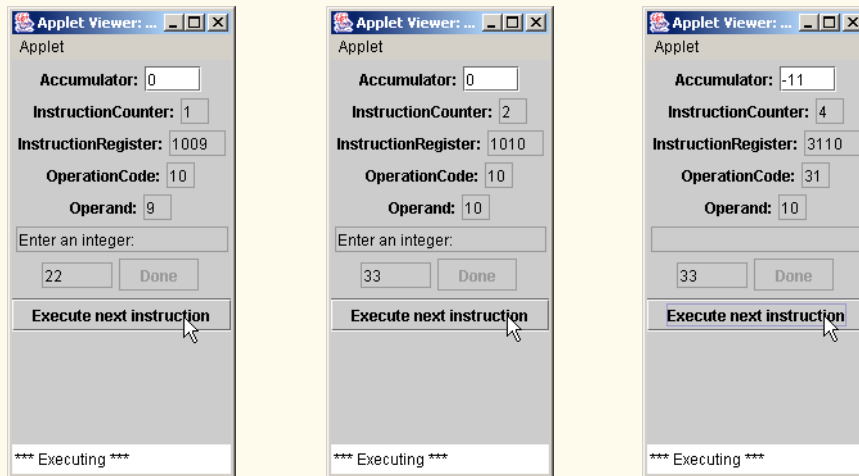 Applet Viewer: ...
Applet
Accumulator: 0
InstructionCounter: 1
InstructionRegister: 1009
OperationCode: 10
Operand: 9
Enter an integer:
22 Done
Execute next instruction
*** Executing ***
Applet Viewer: ...
Applet
Accumulator: 0
InstructionCounter: 2
InstructionRegister: 1010
OperationCode: 10
Operand: 10
Enter an integer:
33 Done
Execute next instruction
*** Executing ***
Applet Viewer: ...
Applet
Accumulator: -11
InstructionCounter: 4
InstructionRegister: 3110
OperationCode: 31
Operand: 10
33 Done
Execute next instruction
*** Executing ***